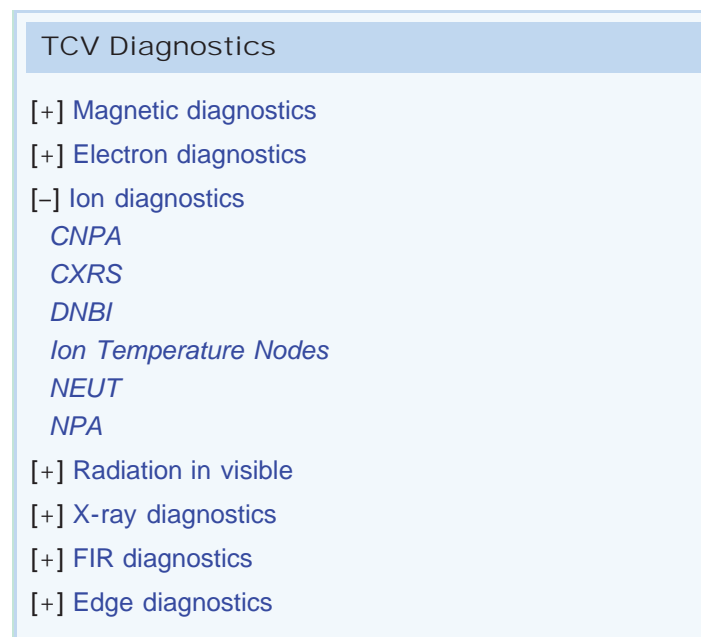 TCV Diagnostics
[+] Magnetic diagnostics
[+] Electron diagnostics
[–] Ion diagnostics
CNPA
CXRS
DNBI
Ion Temperature Nodes
NEUT
NPA
[+] Radiation in visible
[+] X-ray diagnostics
[+] FIR diagnostics
[+] Edge diagnostics